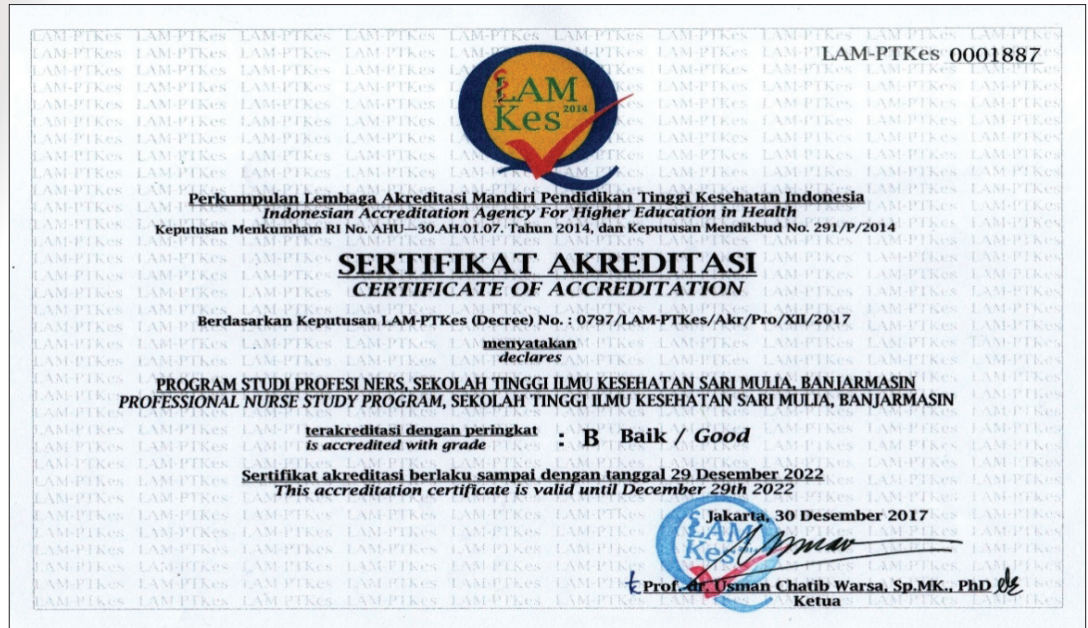 LAM-PTKes 0001887
LAM
Kes 2014
Perkumpulan Lembaga Akreditasi Mandiri Pendidikan Tinggi Kesehatan Indonesia
Indonesian Accreditation Agency For Higher Education in Health
Keputusan Menkumham RI No. AHU—30.AH.01.07. Tahun 2014, dan Keputusan Mendikbud No. 291/P/2014
SERTIFIKAT AKREDITASI
CERTIFICATE OF ACCREDITATION
Berdasarkan Keputusan LAM-PTKes (Decree) No. : 0797/LAM-PTKes/Akr/Pro/XII/2017
menyatakan
declares
PROGRAM STUDI PROFESI NERS, SEKOLAH TINGGI ILMU KESEHATAN SARI MULIA, BANJARMASIN
PROFESSIONAL NURSE STUDY PROGRAM, SEKOLAH TINGGI ILMU KESEHATAN SARI MULIA, BANJARMASIN
terakreditasi dengan peringkat : B Baik / Good
is accredited with grade
Sertifikat akreditasi berlaku sampai dengan tanggal 29 Desember 2022
This accreditation certificate is valid until December 29th 2022
Jakarta, 30 Desember 2017
LAM
Kes
Prof. dr. Usman Chatib Warsa, Sp.MK., PhD
Ketua